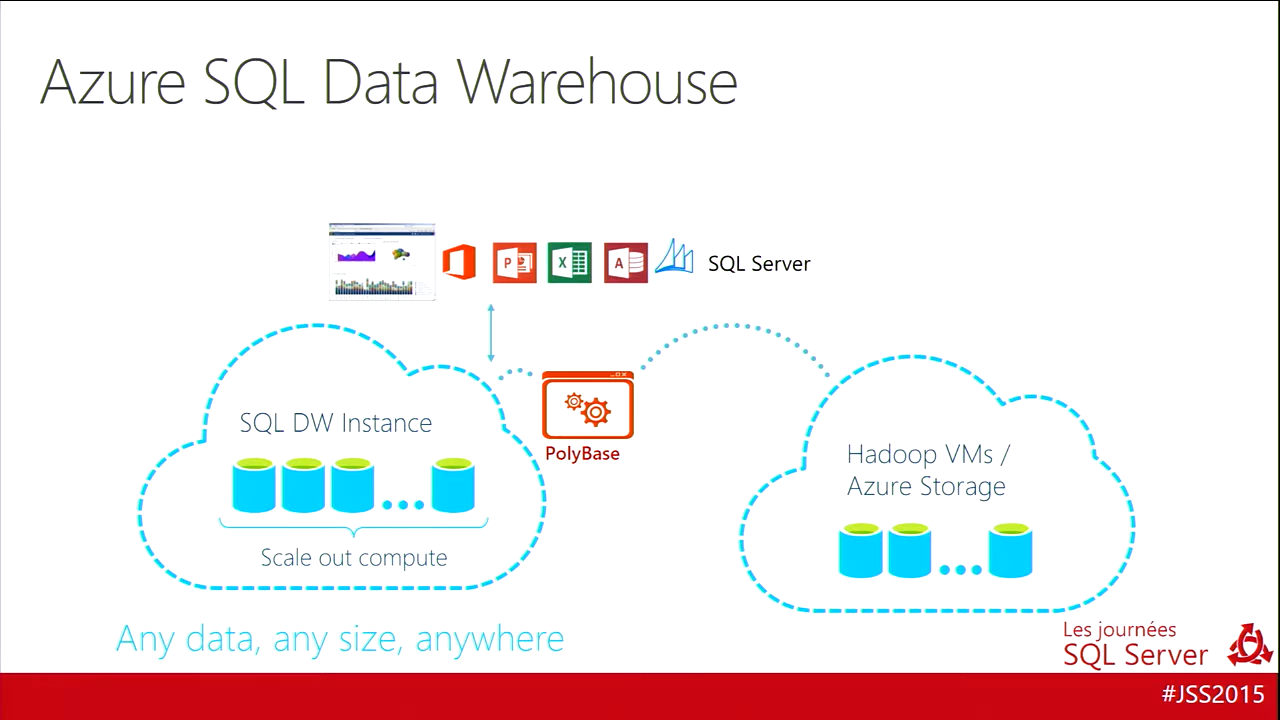 Azure SQL Data Warehouse
P
X
A
SQL Server
SQL DW Instance
PolyBase
Hadoop VMs /
Azure Storage
Scale out compute
Any data, any size, anywhere
Les journées
SQL Server
#JSS2015